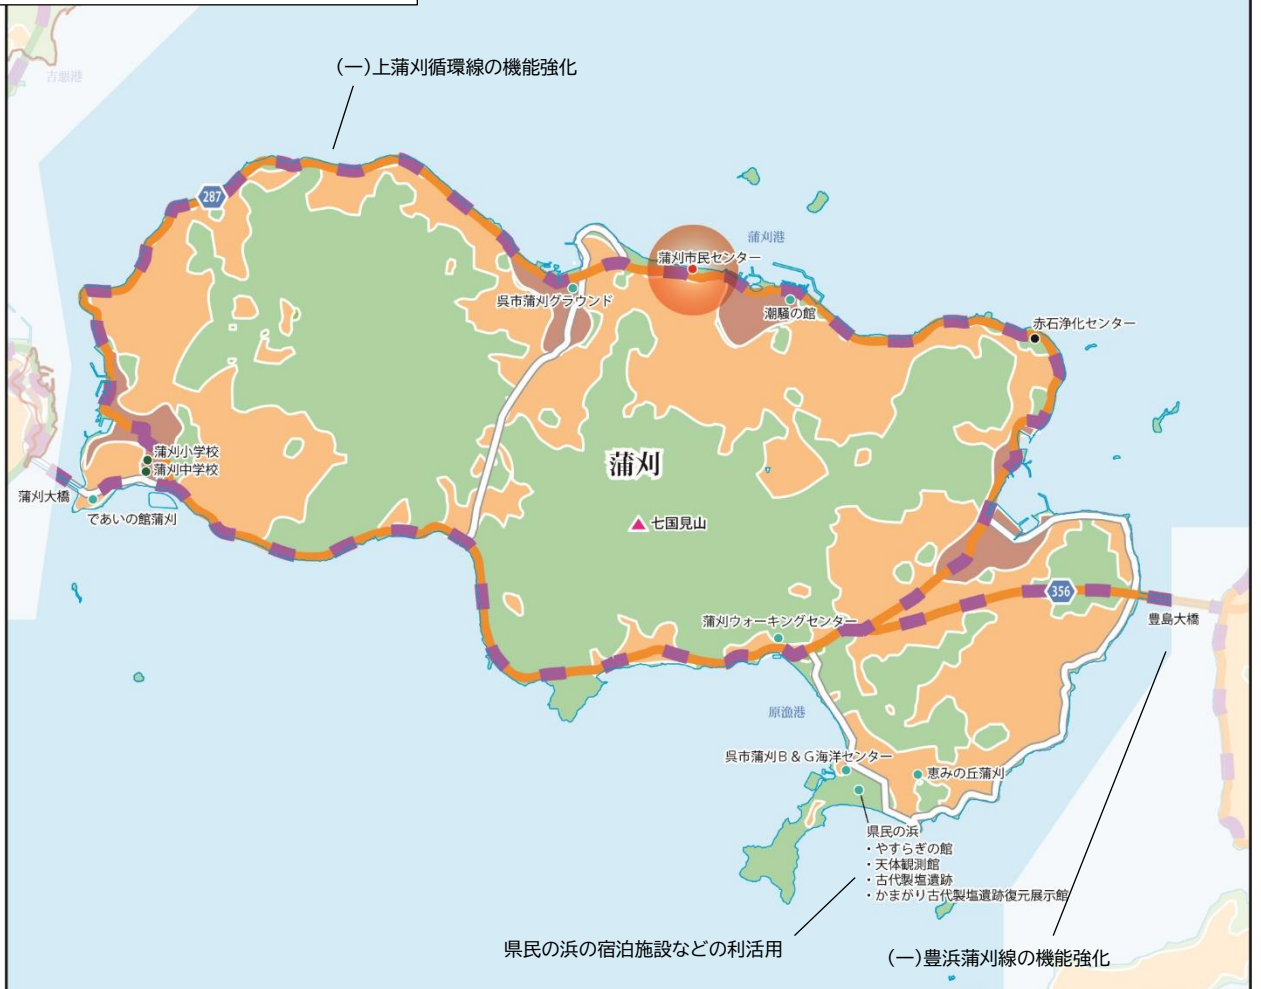 吉浦港
(一)上蒲刈循環線の機能強化
287
蒲刈港
蒲刈市民センター
呉市蒲刈グラウンド
潮騒の館
赤石浄化センター
蒲刈小学校
蒲刈中学校
蒲刈
蒲刈大橋
であいの館蒲刈
七国見山
356
蒲刈ウォーキングセンター
豊島大橋
原漁港
呉市蒲刈B&G海洋センター
恵みの丘蒲刈
県民の浜
・やすらぎの館
・天体観測館
・古代製塩遺跡
・かまがり古代製塩遺跡復元展示館
県民の浜の宿泊施設などの利活用
(一)豊浜蒲刈線の機能強化